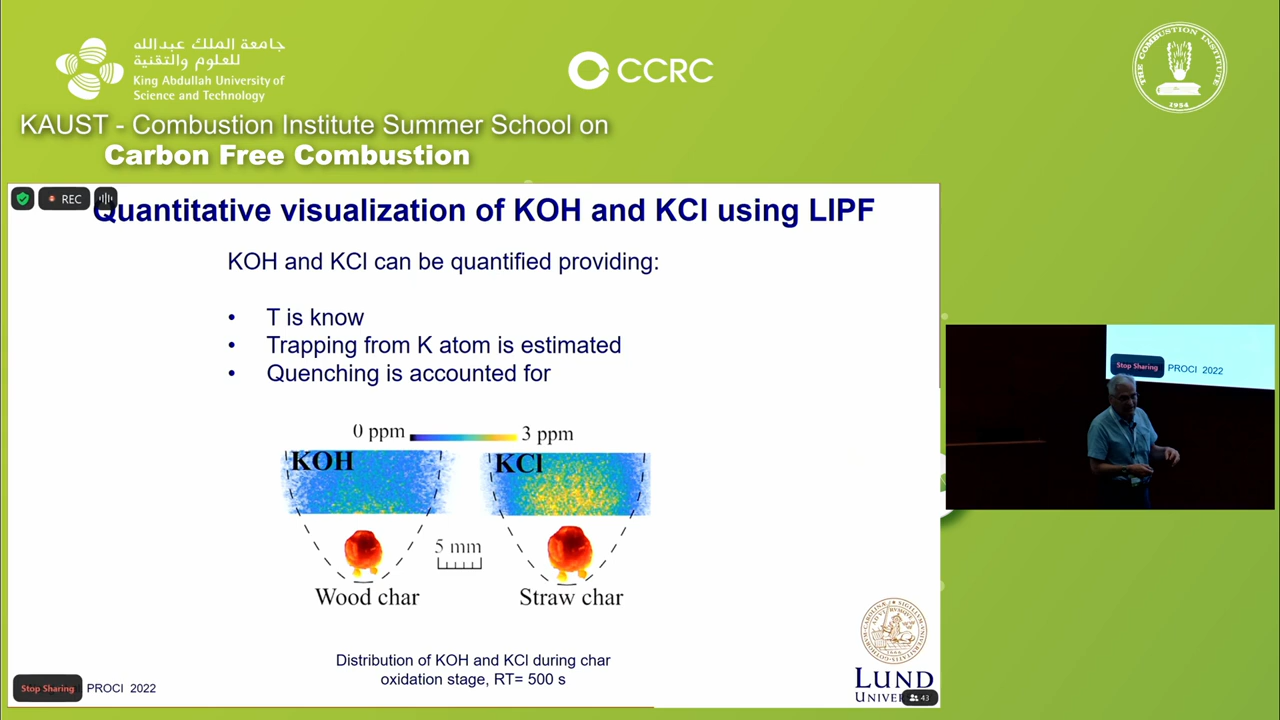 جامعة الملك عبدالله
للعلوم والتقنية
King Abdullah University of
Science and Technology
CCRC
THE COMBUSTION INSTITUTE
1954
KAUST - Combustion Institute Summer School on
Carbon Free Combustion
REC
Quantitative visualization of KOH and KCl using LIPF
KOH and KCl can be quantified providing:
• T is know
• Trapping from K atom is estimated
• Quenching is accounted for
0 ppm 3 ppm
KOH KCl
5 mm
Wood char Straw char
Distribution of KOH and KCl during char
oxidation stage, RT= 500 s
Stop Sharing PROCI 2022
LUND
43
Stop Sharing PROCI 2022